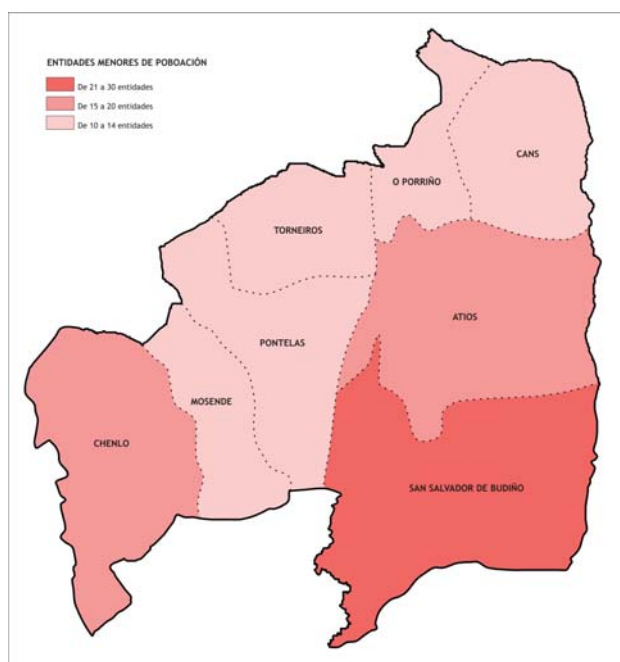 ENTIDADES MENORES DE POBOACIÓN
De 21 a 30 entidades
De 15 a 20 entidades
De 10 a 14 entidades
CANS
O PORRIÑO
TORNEIROS
ATIOS
PONTELAS
MOSENDE
CHENLO
SAN SALVADOR DE BUDIÑO